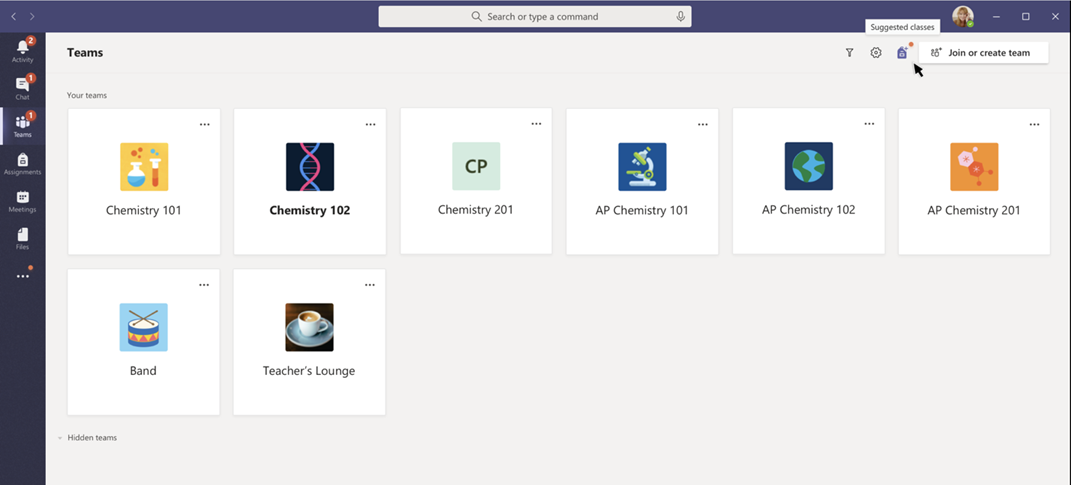 Search or type a command
Suggested classes
2
Activity
1
Chat
1
Teams
Assignments
Meetings
Files
Teams
Join or create team
Your teams
Chemistry 101
Chemistry 102
CP
Chemistry 201
AP Chemistry 101
AP Chemistry 102
AP Chemistry 201
Band
Teacher's Lounge
Hidden teams